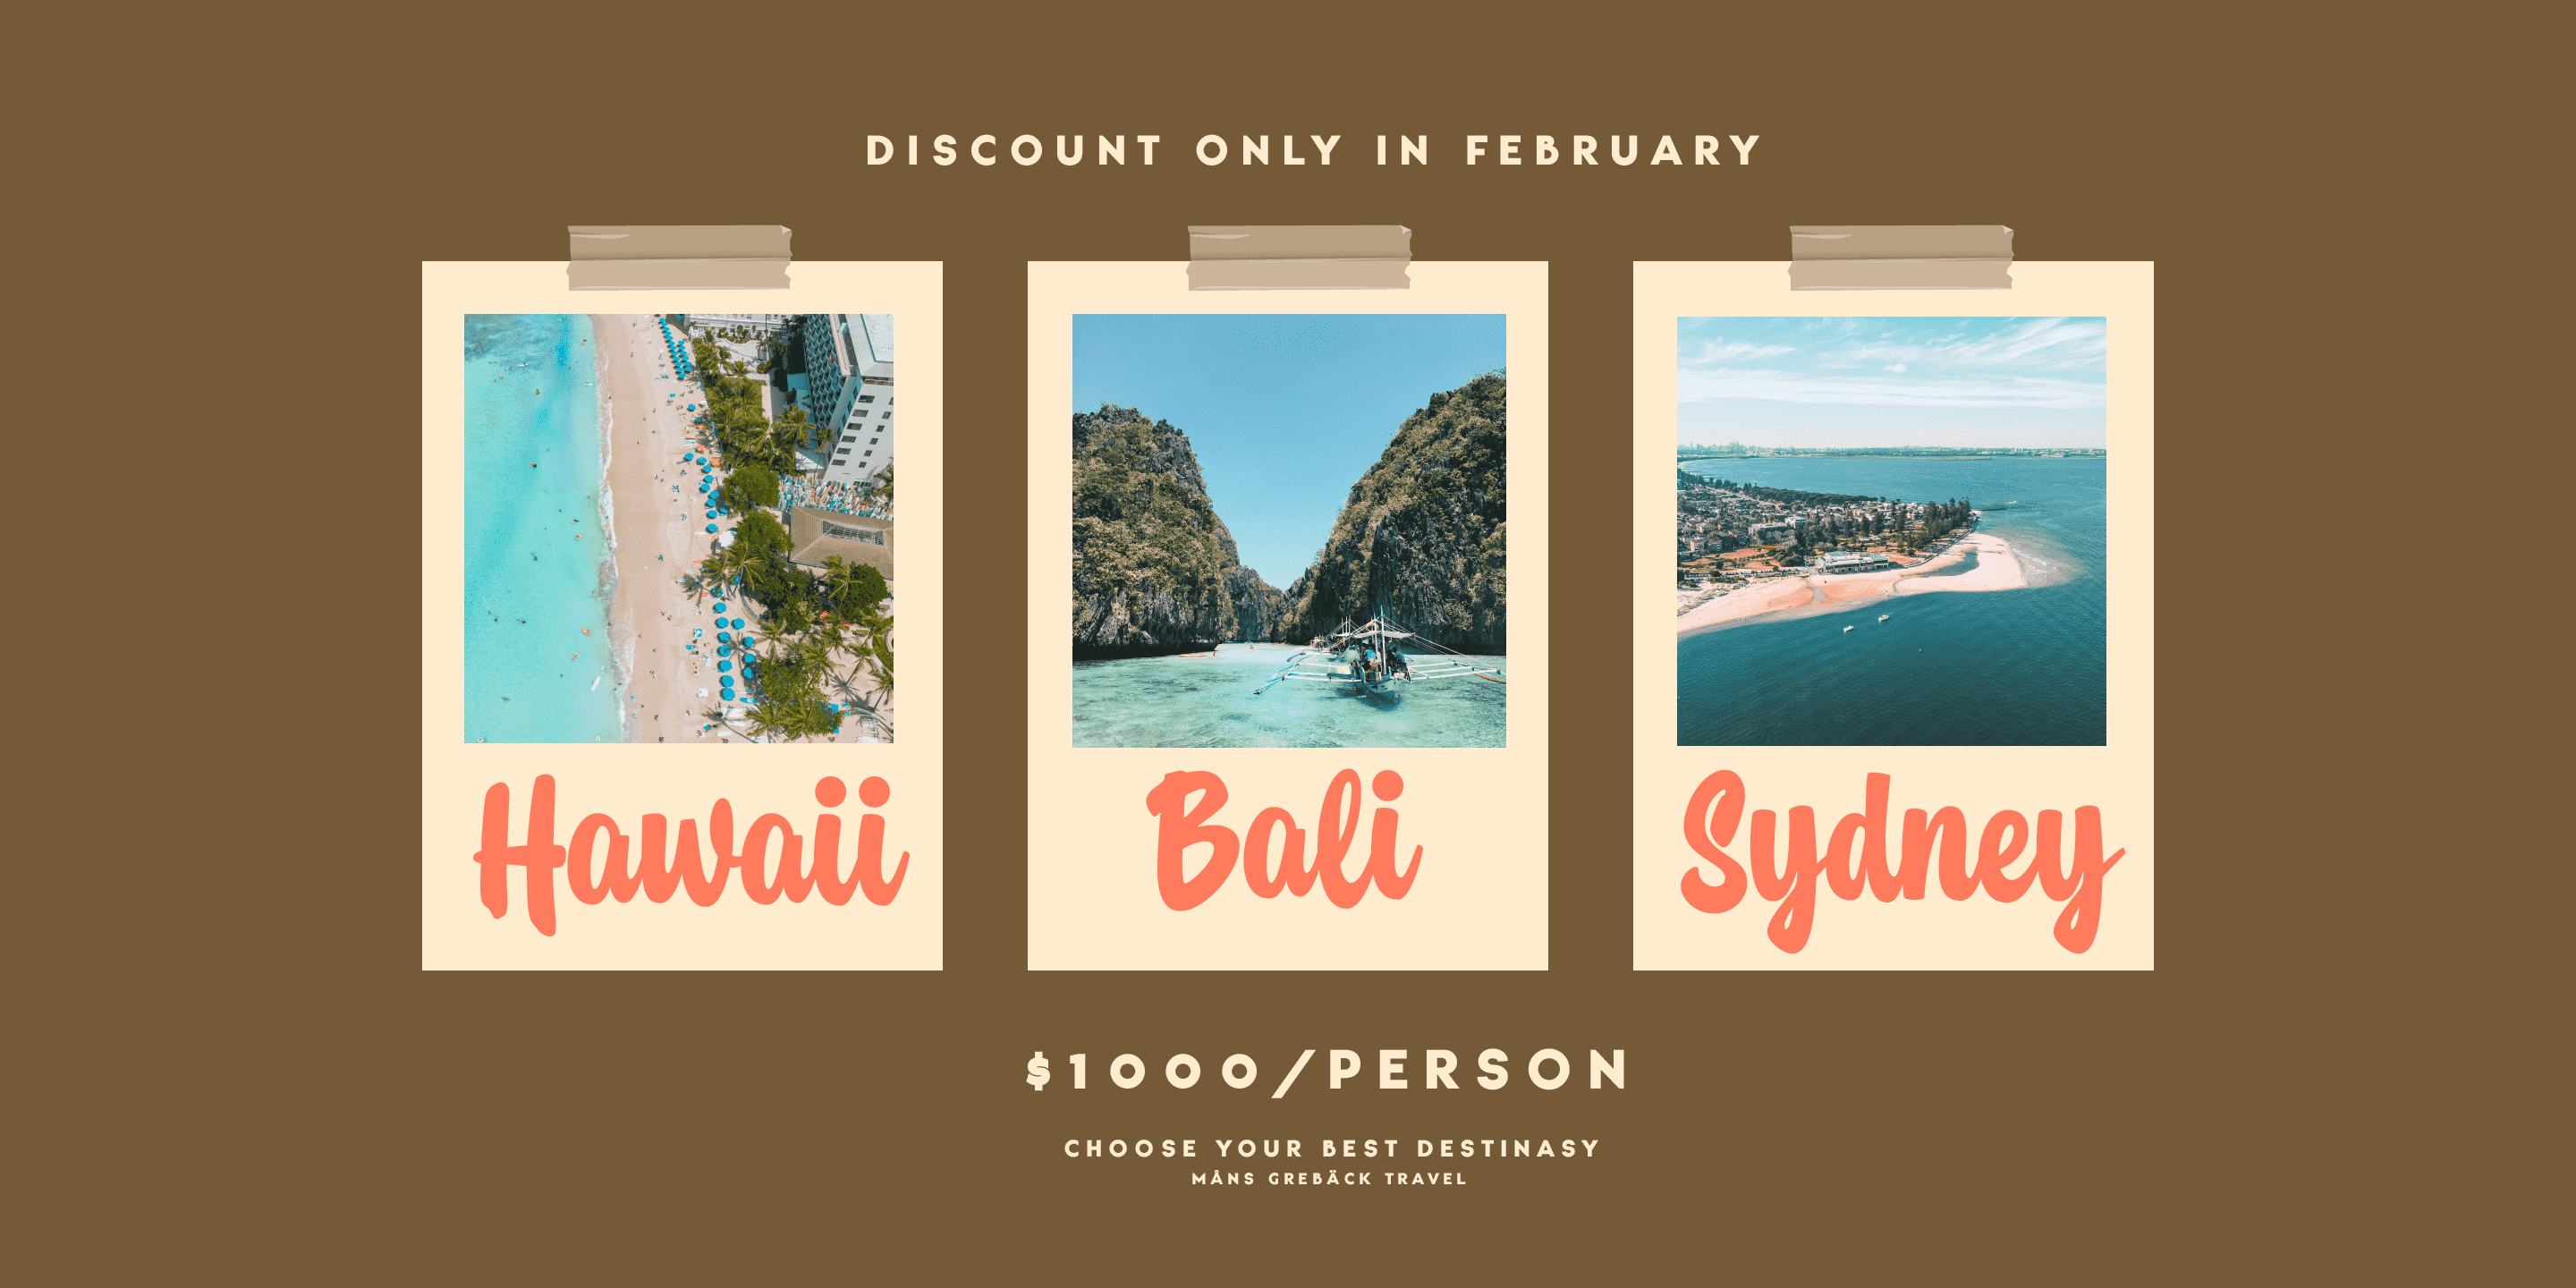 DISCOUNT ONLY IN FEBRUARY
Hawaii
Bali
Sydney
$1000/PERSON
CHOOSE YOUR BEST DESTINASY
MÅNS GREBÄCK TRAVEL